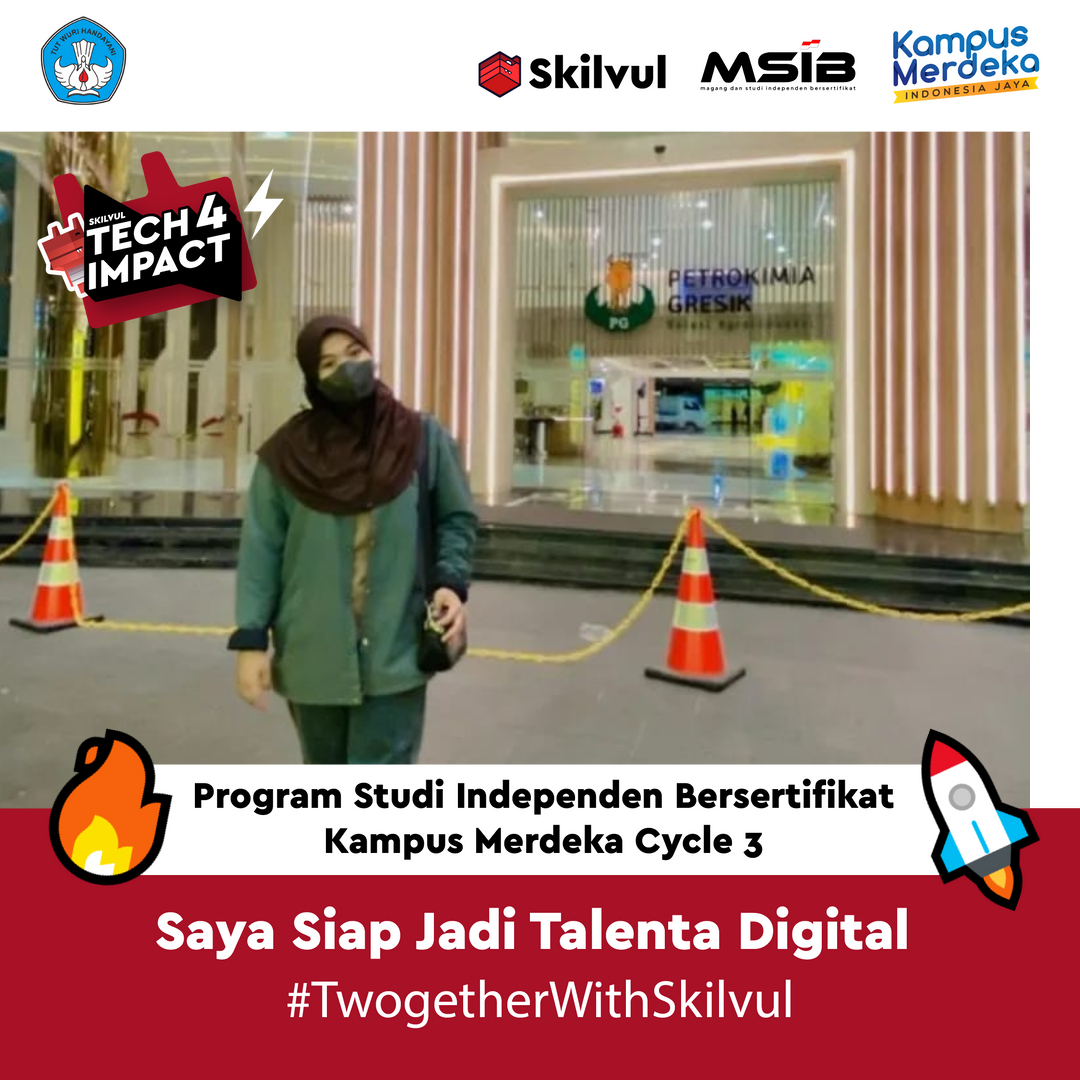 TUT WURI HANDAYANI
Skilvul
MSIB
magang dan studi independen bersertifikat
Kampus
Merdeka
INDONESIA JAYA
SKILVUL
TECH 4
IMPACT
PETROKIMIA
GRESIK
PG
Program Studi Independen Bersertifikat
Kampus Merdeka Cycle 3
Saya Siap Jadi Talenta Digital
#TwogetherWithSkilvul